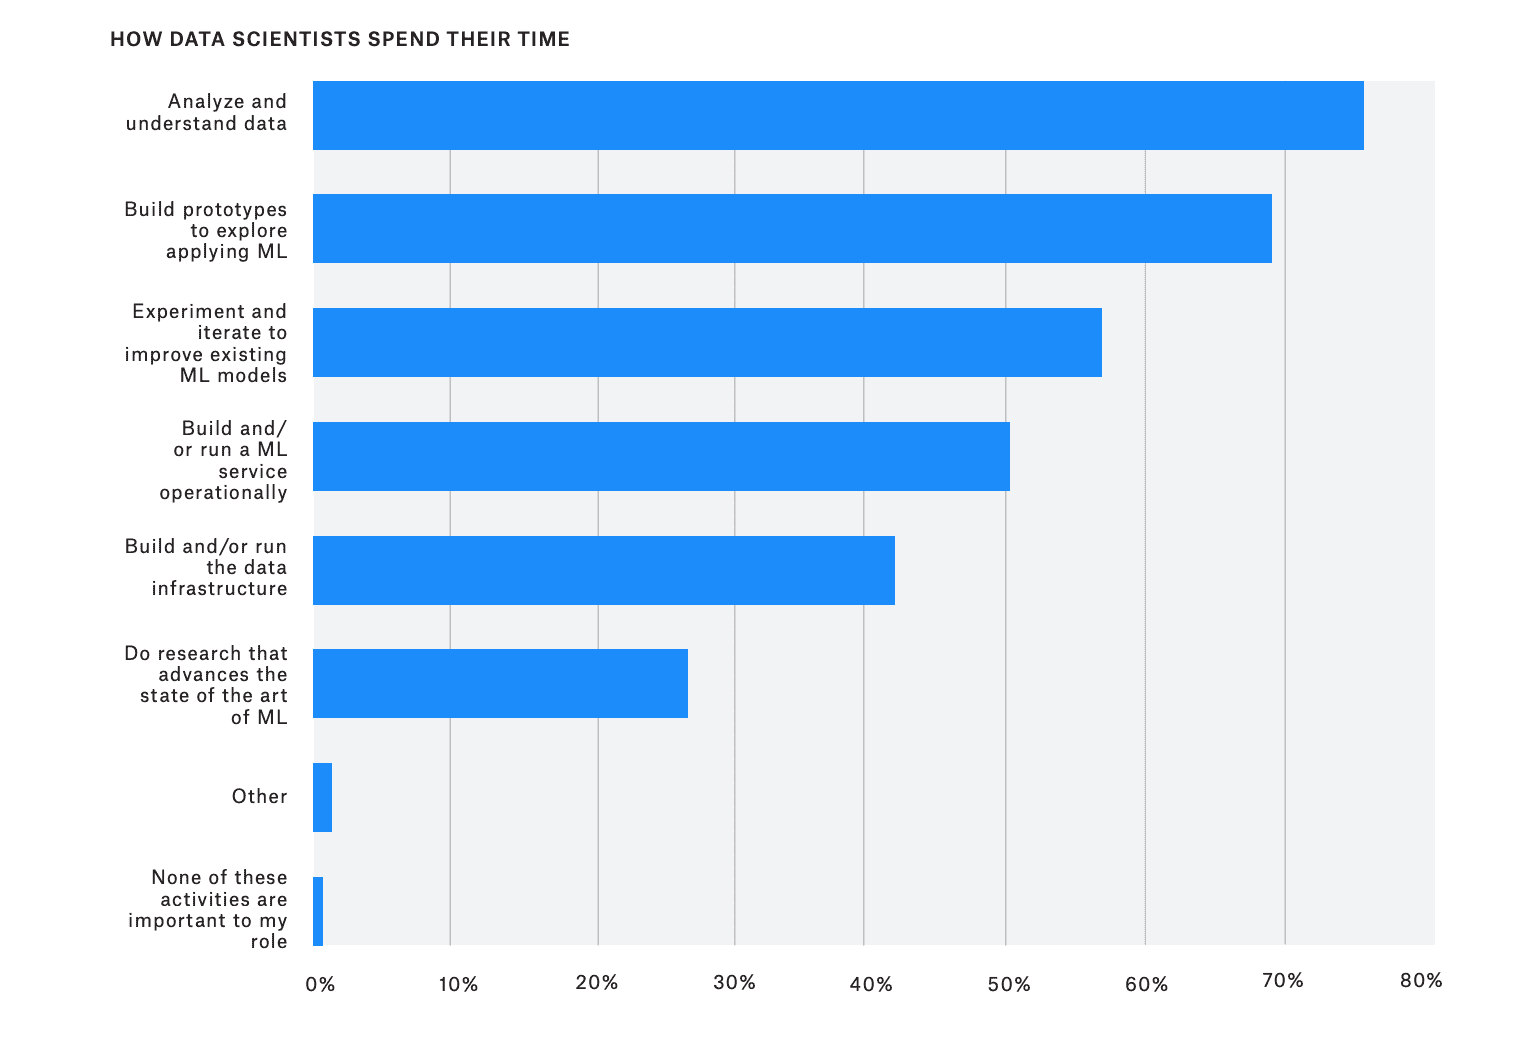 HOW DATA SCIENTISTS SPEND THEIR TIME
Analyze and
understand data
Build prototypes
to explore
applying ML
Experiment and
iterate to
improve existing
ML models
Build and/
or run a ML
service
operationally
Build and/or run
the data
infrastructure
Do research that
advances the
state of the art
of ML
Other
None of these
activities are
important to my
role
0% 10% 20% 30% 40% 50% 60% 70% 80%